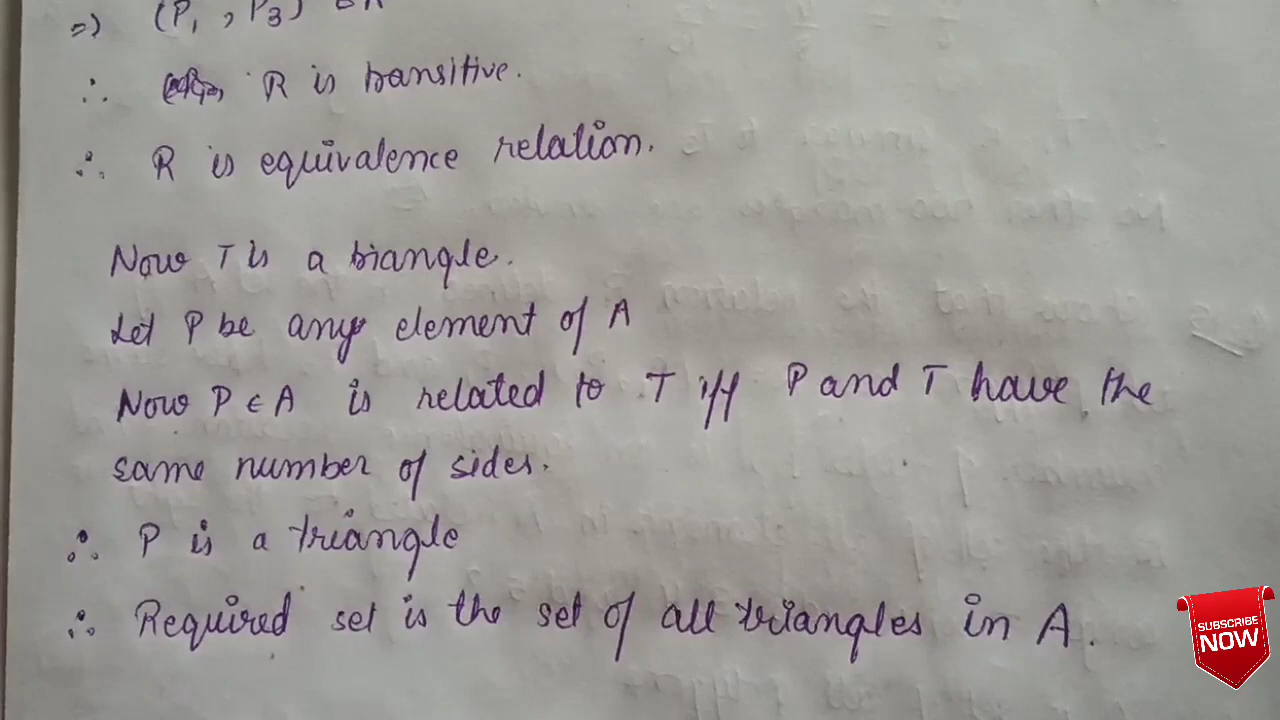 ⇒) (P₁, P₃) ∈ R
∴ R is transitive.
∴ R is equivalence relation.
Now T is a triangle.
Let P be any element of A
Now P ∈ A is related to T iff P and T have the
same number of sides.
∴ P is a triangle
∴ Required set is the set of all triangles in A.
SUBSCRIBE
NOW